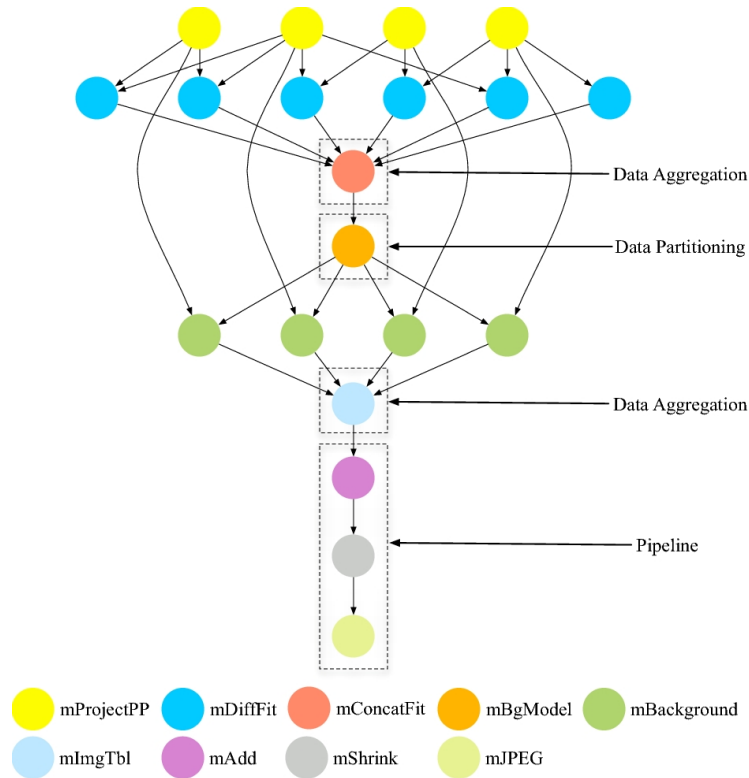 Data Aggregation
Data Partitioning
Data Aggregation
Pipeline
mProjectPP mDiffFit mConcatFit mBgModel mBackground
mImgTbl mAdd mShrink mJPEG